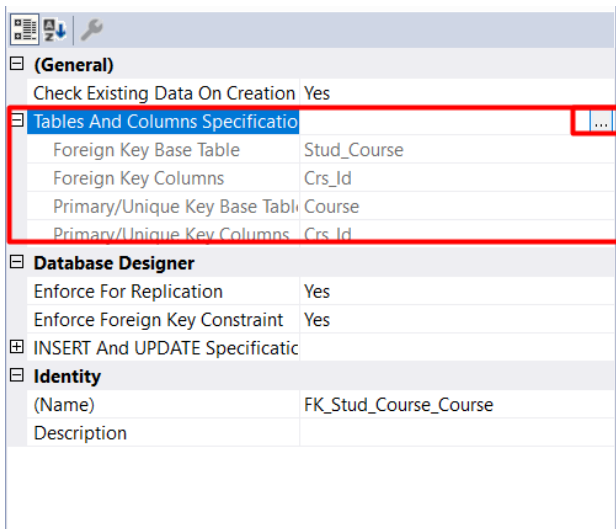 (General)
Check Existing Data On Creation Yes
Tables And Columns Specificatio ...
Foreign Key Base Table Stud_Course
Foreign Key Columns Crs_Id
Primary/Unique Key Base Tabl Course
Primary/Unique Key Columns Crs_Id
Database Designer
Enforce For Replication Yes
Enforce Foreign Key Constraint Yes
INSERT And UPDATE Specificatic
Identity
(Name) FK_Stud_Course_Course
Description